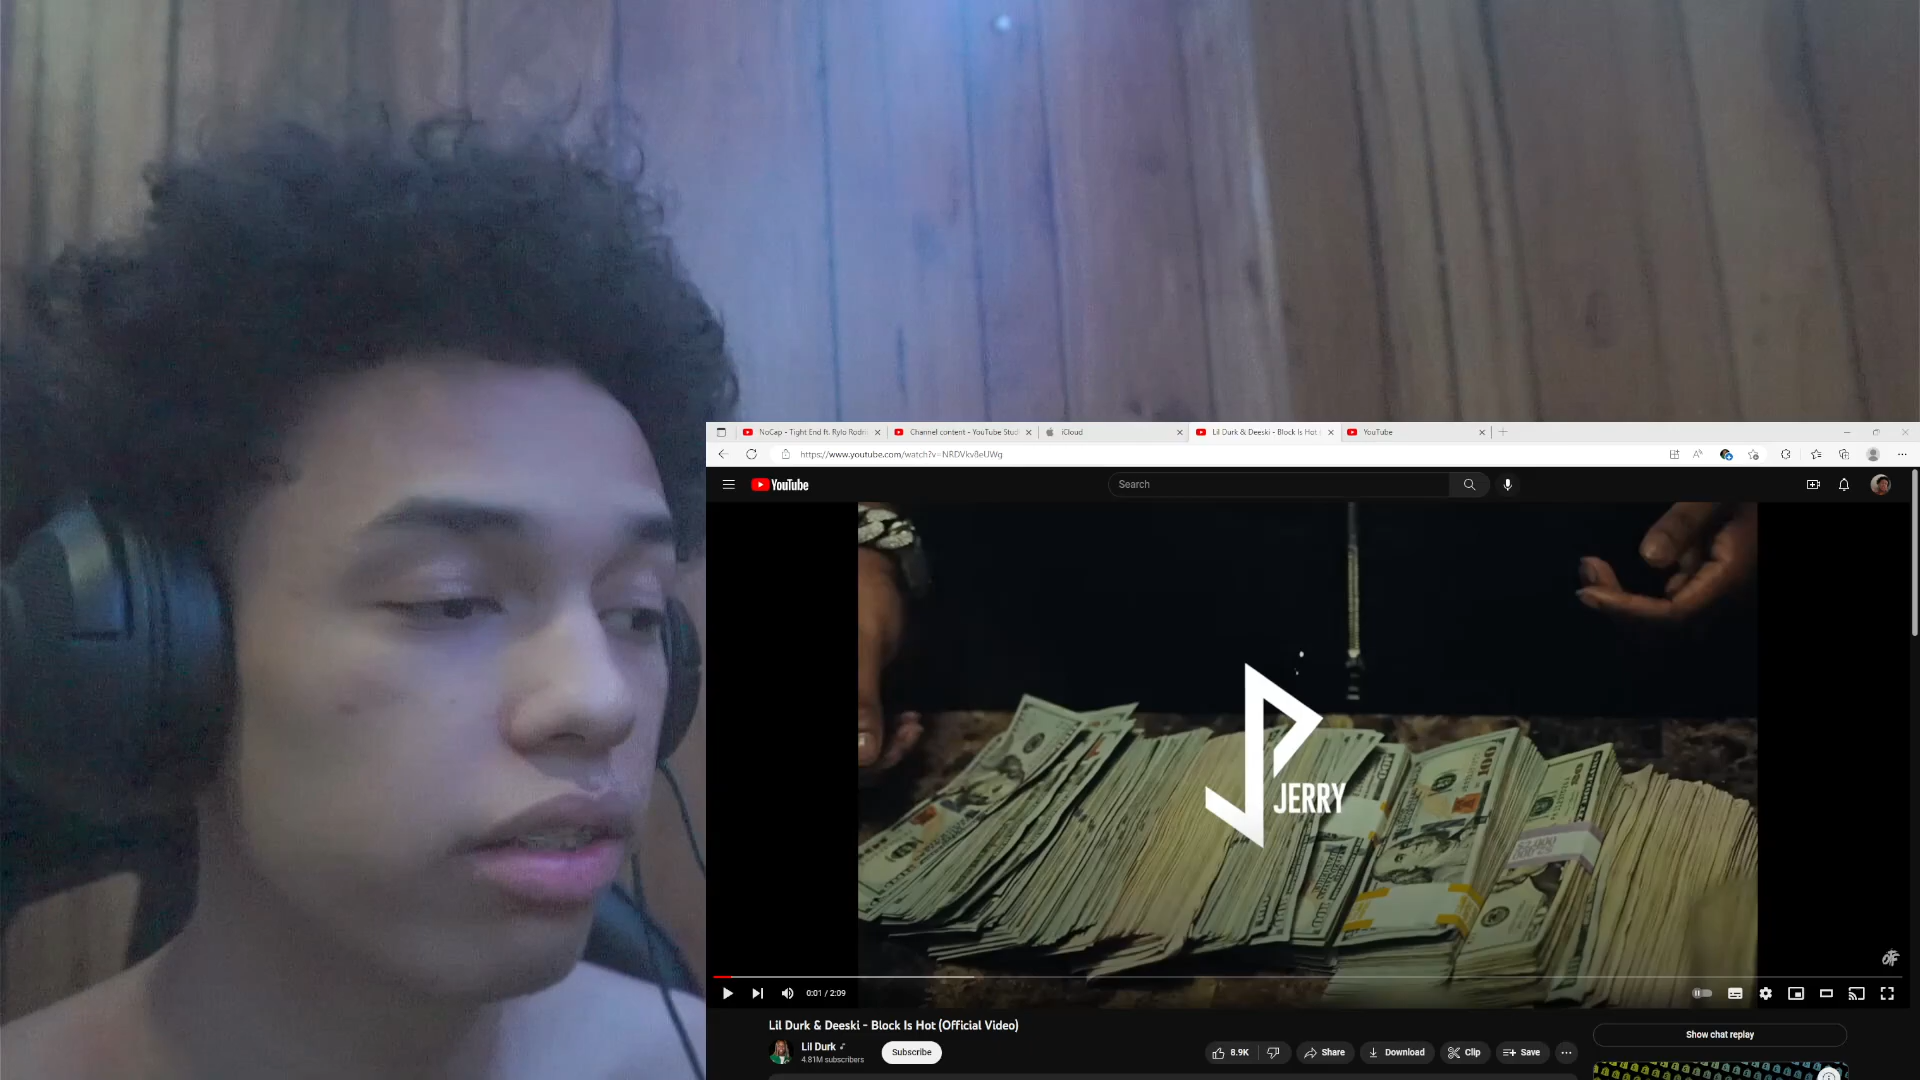 NoCap - Tight End ft. Rylo Rodri
Channel content - YouTube Stud
iCloud
Lil Durk & Deeski - Block Is Hot
YouTube
https://www.youtube.com/watch?v=NRDVkv8eUWg
YouTube
Search
JERRY
OTF
0:01 / 2:09
Lil Durk & Deeski - Block Is Hot (Official Video)
Lil Durk
4.81M subscribers
Subscribe
8.9K
Share
Download
Clip
Save
Show chat replay